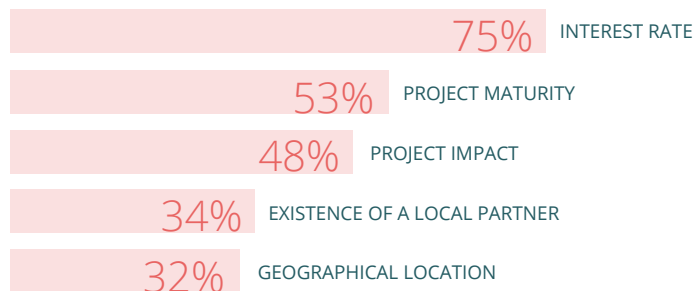 75% INTEREST RATE
53% PROJECT MATURITY
48% PROJECT IMPACT
34% EXISTENCE OF A LOCAL PARTNER
32% GEOGRAPHICAL LOCATION